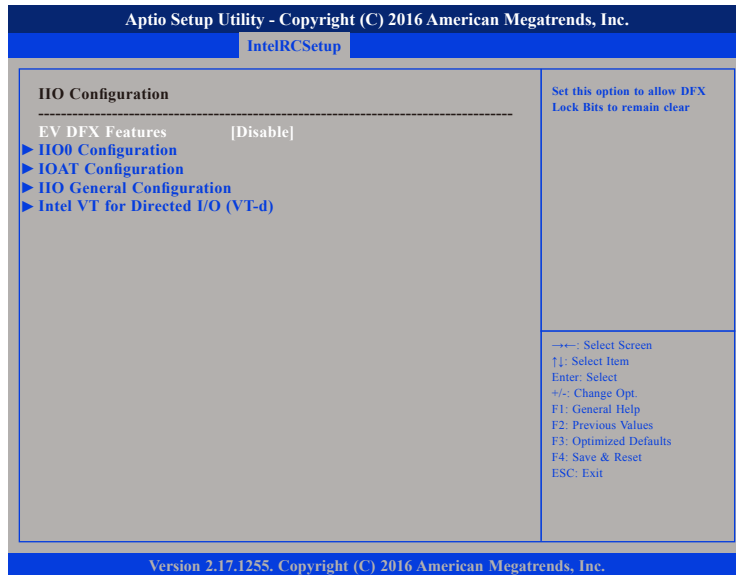 Aptio Setup Utility - Copyright (C) 2016 American Megatrends, Inc.
IntelRCSetup
IIO Configuration
--------------------------------------------------------------------------------
EV DFX Features [Disable]
► IIO0 Configuration
► IOAT Configuration
► IIO General Configuration
► Intel VT for Directed I/O (VT-d)
Set this option to allow DFX
Lock Bits to remain clear
→←: Select Screen
↑↓: Select Item
Enter: Select
+/-: Change Opt.
F1: General Help
F2: Previous Values
F3: Optimized Defaults
F4: Save & Reset
ESC: Exit
Version 2.17.1255. Copyright (C) 2016 American Megatrends, Inc.